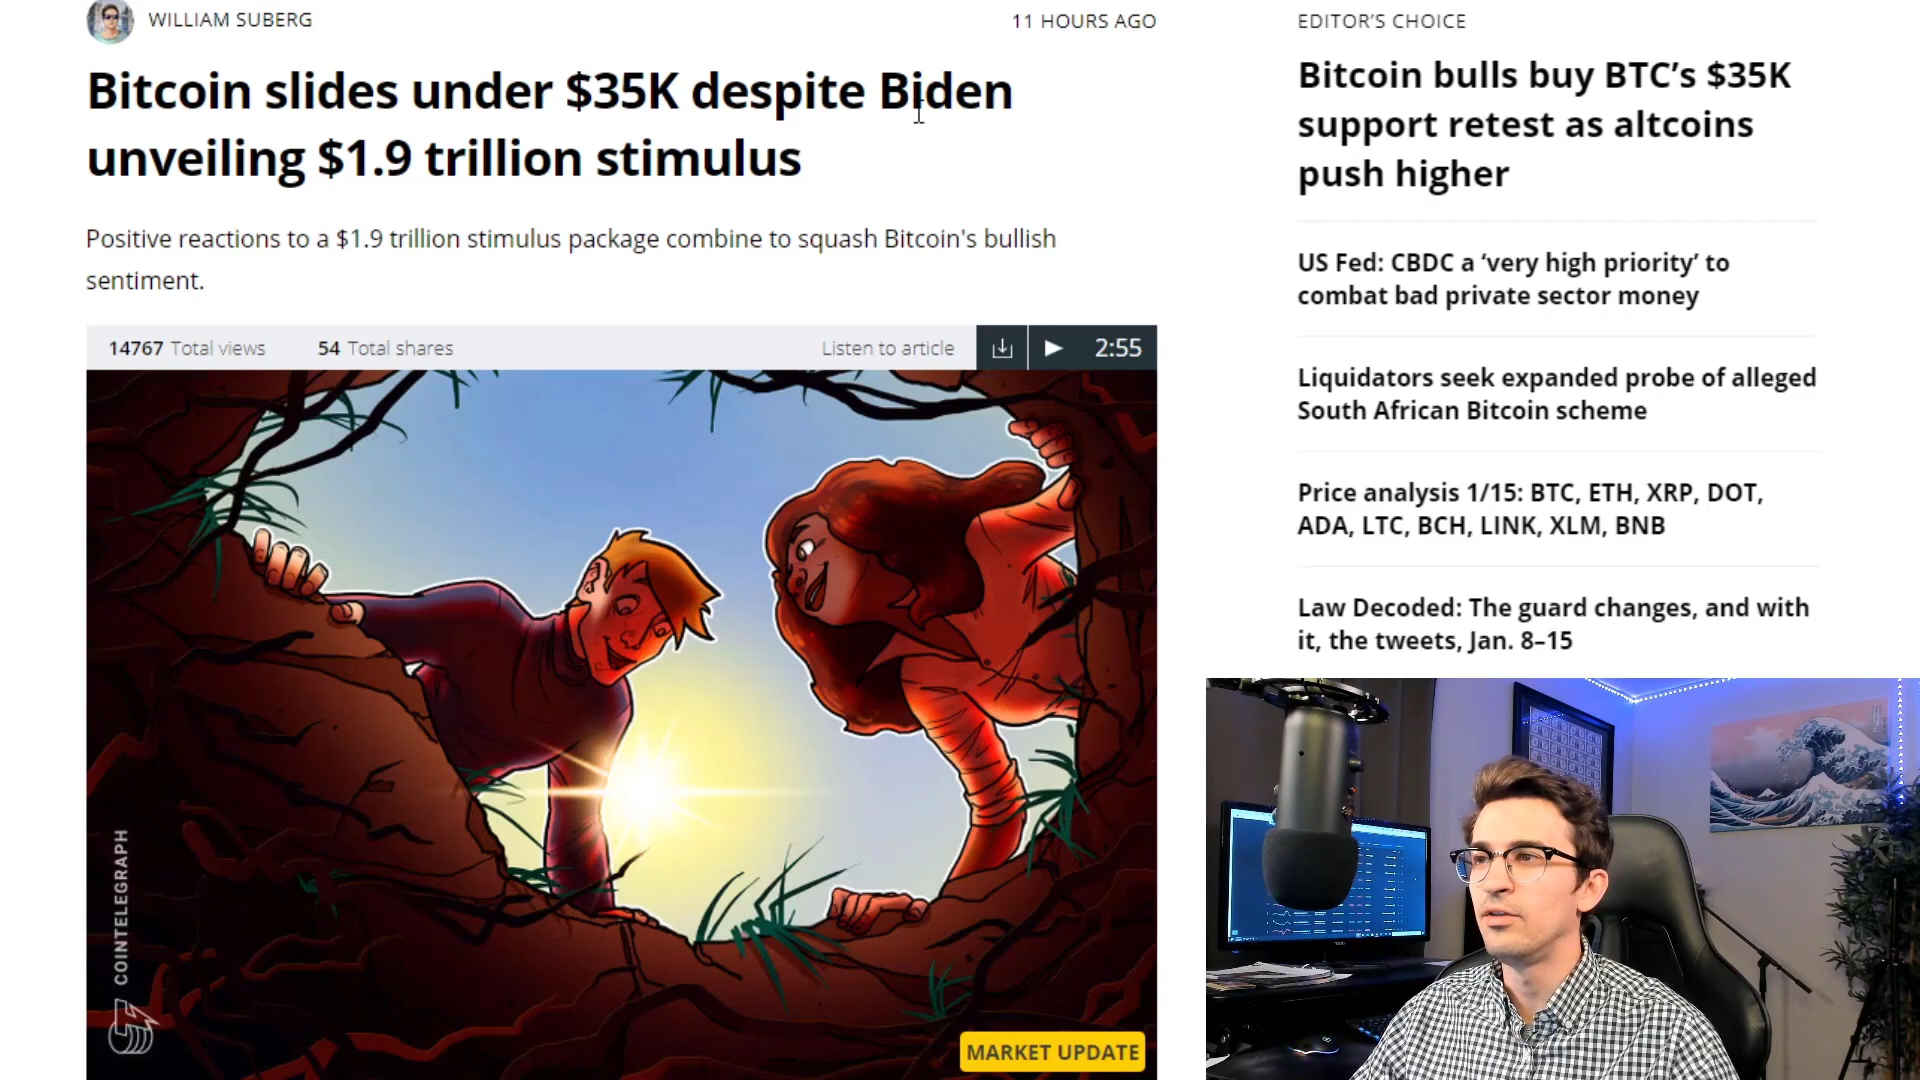 WILLIAM SUBERG
11 HOURS AGO
Bitcoin slides under $35K despite Biden
unveiling $1.9 trillion stimulus
Positive reactions to a $1.9 trillion stimulus package combine to squash Bitcoin's bullish
sentiment.
14767 Total views
54 Total shares
Listen to article
2:55
COINTELEGRAPH
MARKET UPDATE
EDITOR’S CHOICE
Bitcoin bulls buy BTC’s $35K
support retest as altcoins
push higher
US Fed: CBDC a ‘very high priority’ to
combat bad private sector money
Liquidators seek expanded probe of alleged
South African Bitcoin scheme
Price analysis 1/15: BTC, ETH, XRP, DOT,
ADA, LTC, BCH, LINK, XLM, BNB
Law Decoded: The guard changes, and with
it, the tweets, Jan. 8–15